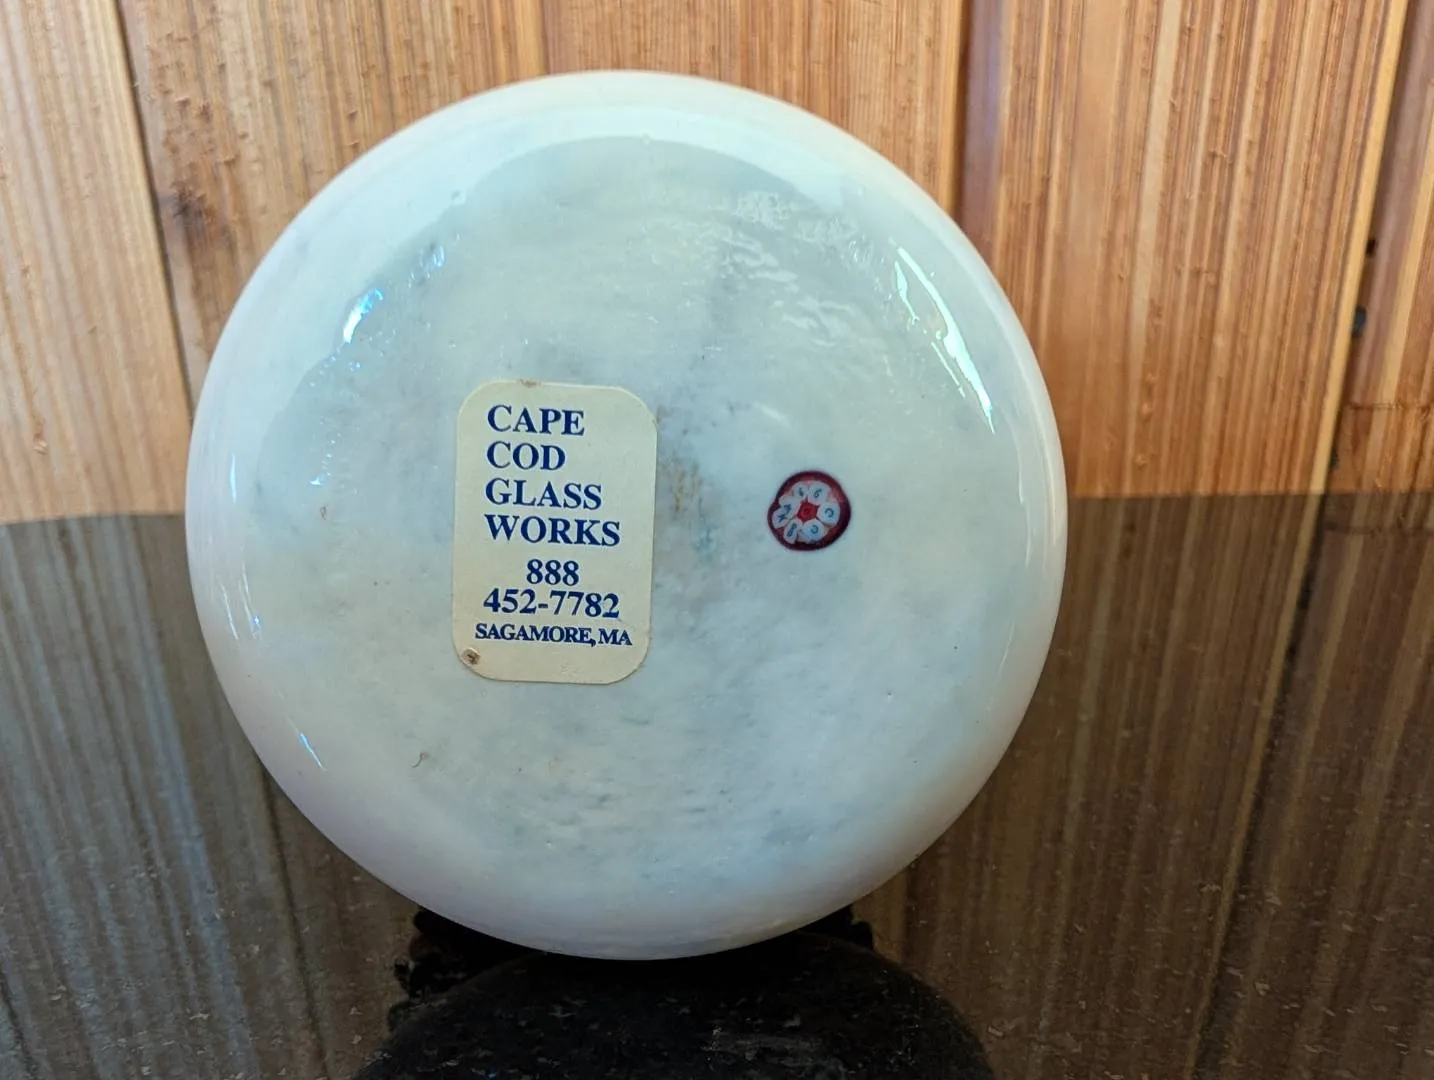 CAPE
COD
GLASS
WORKS
888
452-7782
SAGAMORE, MA